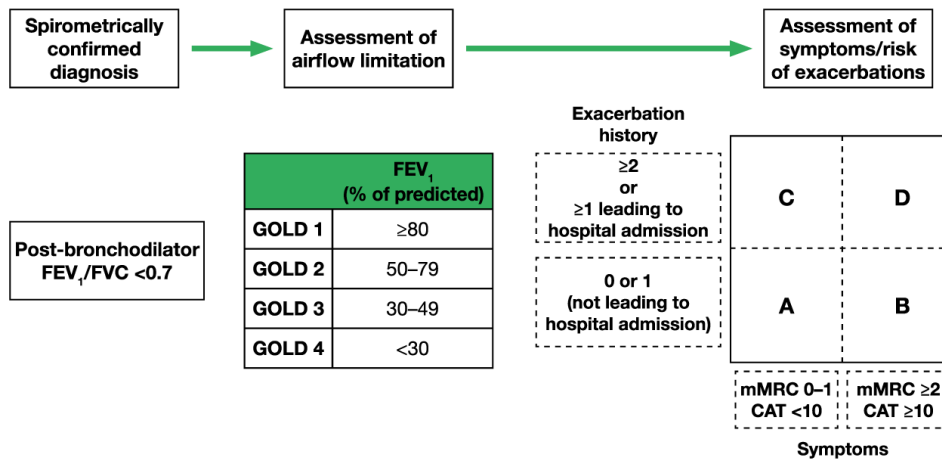 Spirometrically
confirmed
diagnosis
Assessment of
airflow limitation
Assessment of
symptoms/risk
of exacerbations
Post-bronchodilator
FEV₁/FVC <0.7
FEV₁
(% of predicted)
GOLD 1 ≥80
GOLD 2 50–79
GOLD 3 30–49
GOLD 4 <30
Exacerbation
history
≥2
or
≥1 leading to
hospital admission
0 or 1
(not leading to
hospital admission)
C D
A B
mMRC 0–1
CAT <10
mMRC ≥2
CAT ≥10
Symptoms